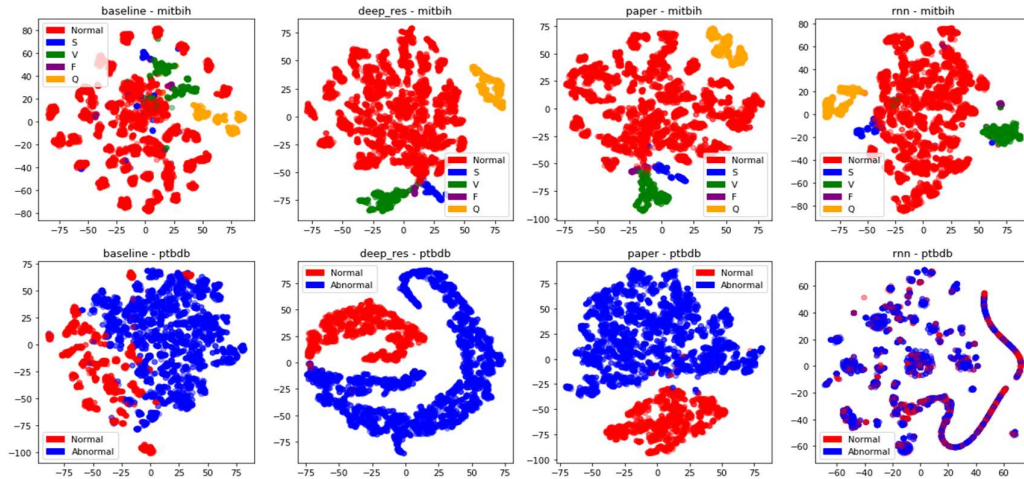 baseline - mitbih
80
60
40
20
0
−20
−40
−60
−80
−75 −50 −25 0 25 50 75
Normal
S
V
F
Q
deep_res - mitbih
75
50
25
0
−25
−50
−75
−75 −50 −25 0 25 50 75
Normal
S
V
F
Q
paper - mitbih
75
50
25
0
−25
−50
−75
−100
−75 −50 −25 0 25 50 75
Normal
S
V
F
Q
rnn - mitbih
80
60
40
20
0
−20
−40
−60
−80
−75 −50 −25 0 25 50 75
Normal
S
V
F
Q
baseline - ptbdb
75
50
25
0
−25
−50
−75
−100
−75 −50 −25 0 25 50 75
Normal
Abnormal
deep_res - ptbdb
75
50
25
0
−25
−50
−75
−75 −50 −25 0 25 50 75
Normal
Abnormal
paper - ptbdb
75
50
25
0
−25
−50
−75
−100
−75 −50 −25 0 25 50 75
Normal
Abnormal
rnn - ptbdb
60
40
20
0
−20
−40
−60
−60 −40 −20 0 20 40 60
Normal
Abnormal